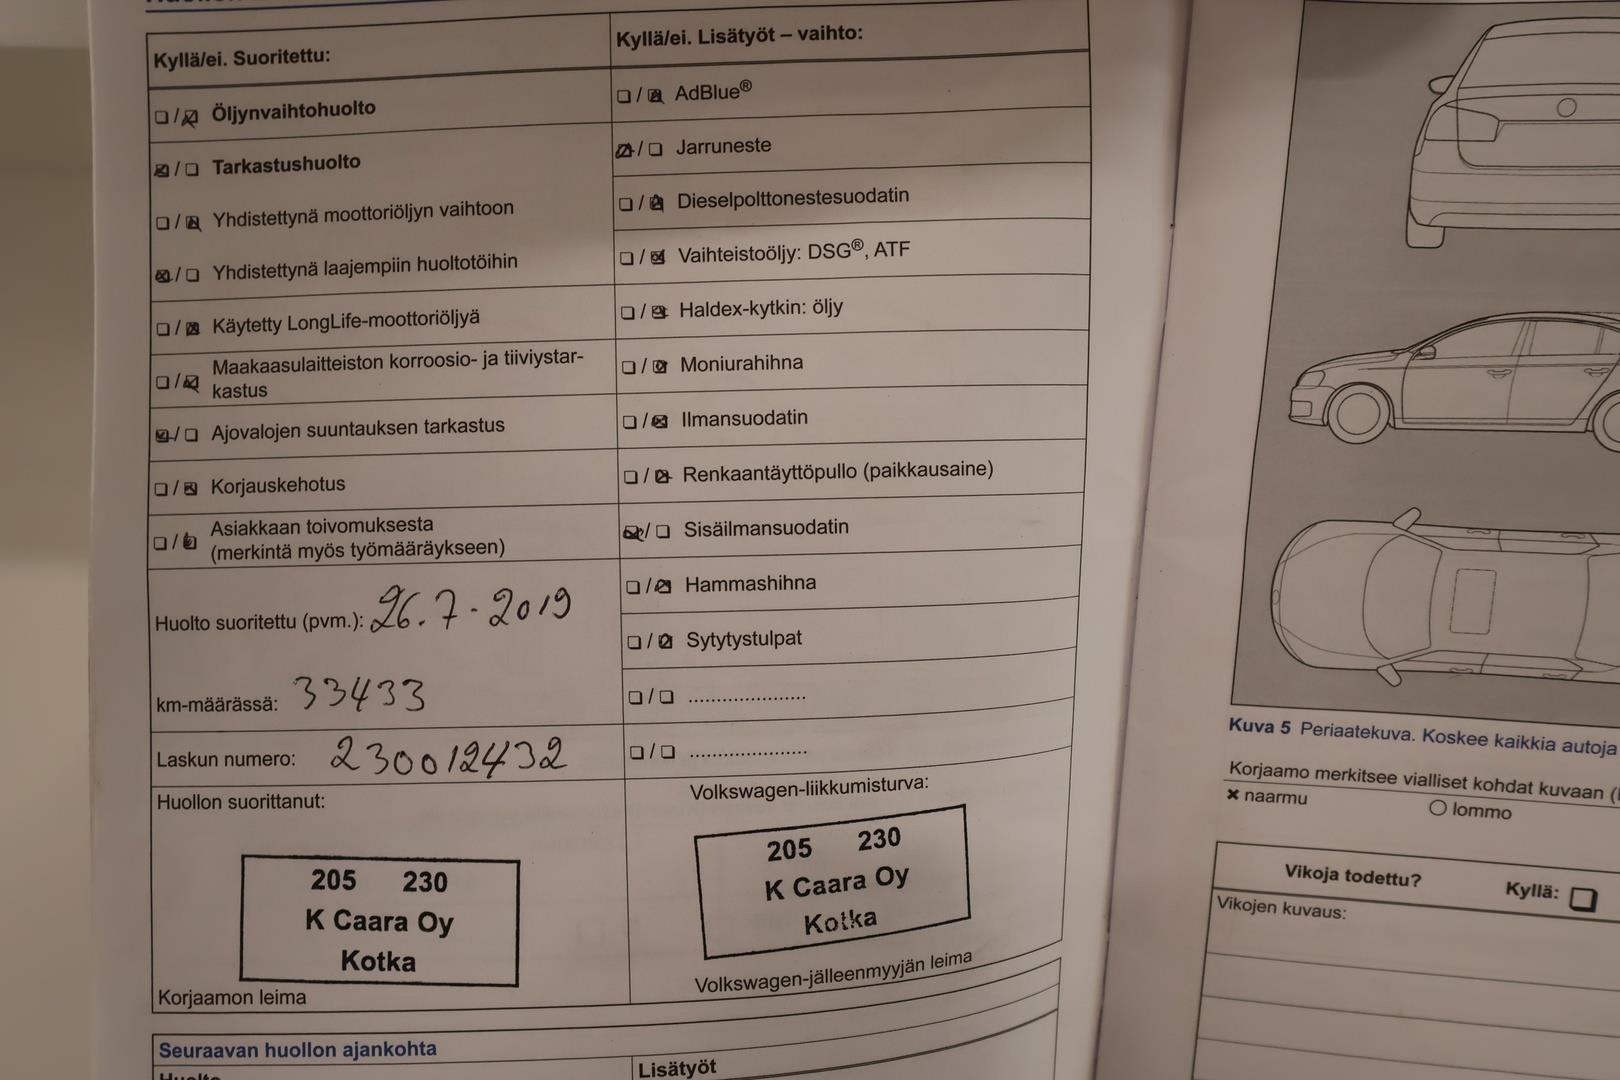 Kyllä/ei. Suoritettu:
☐ / ☒ Öljynvaihtohuolto
☒ / ☐ Tarkastushuolto
☐ / ☒ Yhdistettynä moottoriöljyn vaihtoon
☒ / ☐ Yhdistettynä laajempiin huoltotöihin
☐ / ☒ Käytetty LongLife-moottoriöljyä
☐ / ☒ Maakaasulaitteiston korroosio- ja tiiviystar-
kastus
☒ / ☐ Ajovalojen suuntauksen tarkastus
☐ / ☒ Korjauskehotus
☐ / ☒ Asiakkaan toivomuksesta
(merkintä myös työmääräykseen)
Huolto suoritettu (pvm.): 26.7-2019
km-määrässä: 33433
Laskun numero: 230012432
Huollon suorittanut:
205 230
K Caara Oy
Kotka
Korjaamon leima
Kyllä/ei. Lisätyöt – vaihto:
☐ / ☒ AdBlue®
☒ / ☐ Jarruneste
☐ / ☒ Dieselpolttonestesuodatin
☐ / ☒ Vaihteistoöljy: DSG®, ATF
☐ / ☒ Haldex-kytkin: öljy
☐ / ☒ Moniurahihna
☐ / ☒ Ilmansuodatin
☐ / ☒ Renkaantäyttöpullo (paikkausaine)
☒ / ☐ Sisäilmansuodatin
☐ / ☒ Hammashihna
☐ / ☒ Sytytystulpat
☐ / ☐ .....................
☐ / ☐ .....................
Volkswagen-liikkumisturva:
205 230
K Caara Oy
Kotka
Volkswagen-jälleenmyyjän leima
Seuraavan huollon ajankohta
Huolto
Lisätyöt
Kuva 5 Periaatekuva. Koskee kaikkia autoja
Korjaamo merkitsee vialliset kohdat kuvaan
× naarmu
○ lommo
Vikoja todettu? Kyllä: ☐
Vikojen kuvaus: